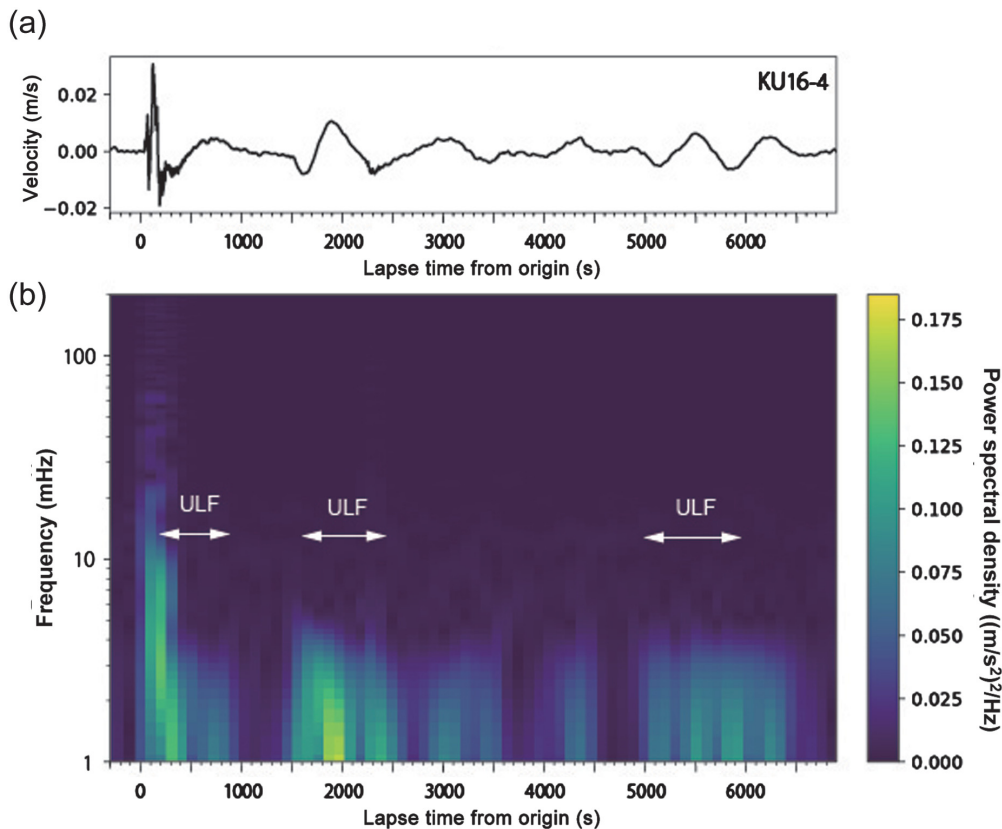 (a)
KU16-4
Velocity (m/s)
0.02
0.00
−0.02
0 1000 2000 3000 4000 5000 6000
Lapse time from origin (s)
(b)
Frequency (mHz)
100
10
1
ULF ULF ULF
0 1000 2000 3000 4000 5000 6000
Lapse time from origin (s)
0.175
0.150
0.125
0.100
0.075
0.050
0.025
0.000
Power spectral density ((m/s²)²/Hz)